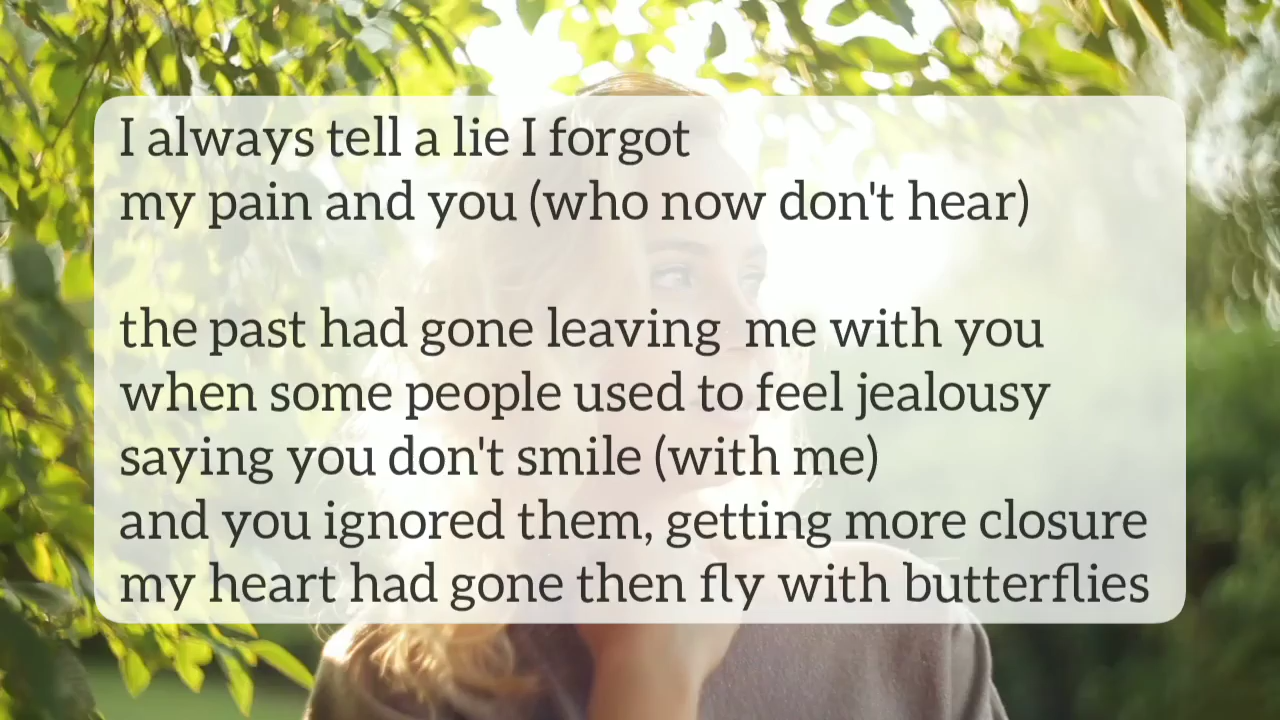 I always tell a lie I forgot
my pain and you (who now don't hear)
the past had gone leaving  me with you
when some people used to feel jealousy
saying you don't smile (with me)
and you ignored them, getting more closure
my heart had gone then fly with butterflies